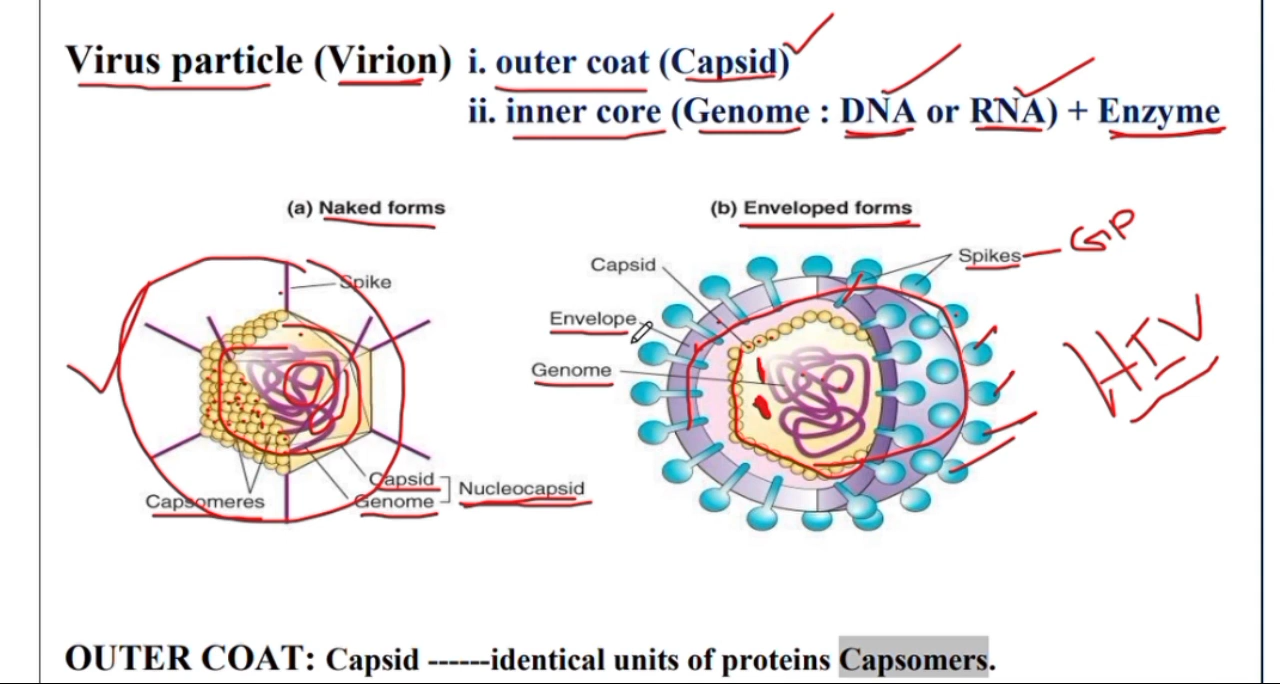 Virus particle (Virion) i. outer coat (Capsid)
ii. inner core (Genome : DNA or RNA) + Enzyme
(a) Naked forms
Spike
Capsomeres
Capsid
Genome
Nucleocapsid
(b) Enveloped forms
Capsid
Envelope
Genome
Spikes
GP
HIV
OUTER COAT: Capsid ------identical units of proteins Capsomers.